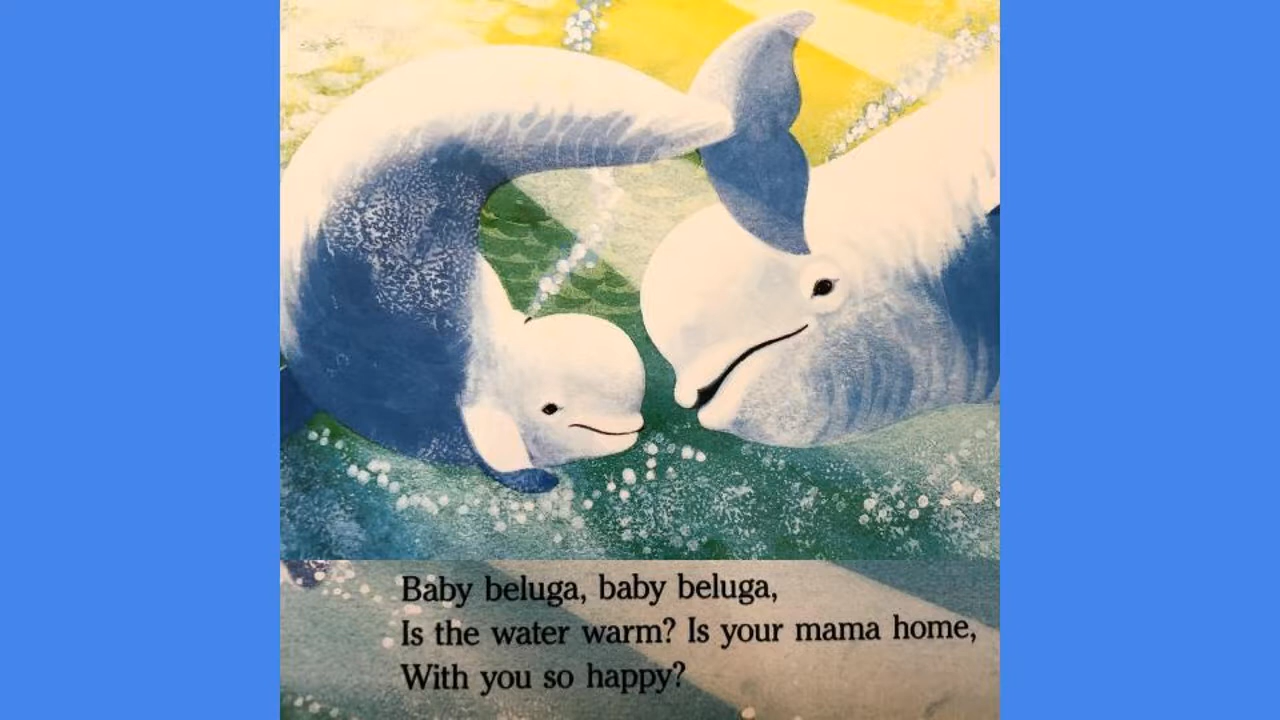 Baby beluga, baby beluga,
Is the water warm? Is your mama home,
With you so happy?